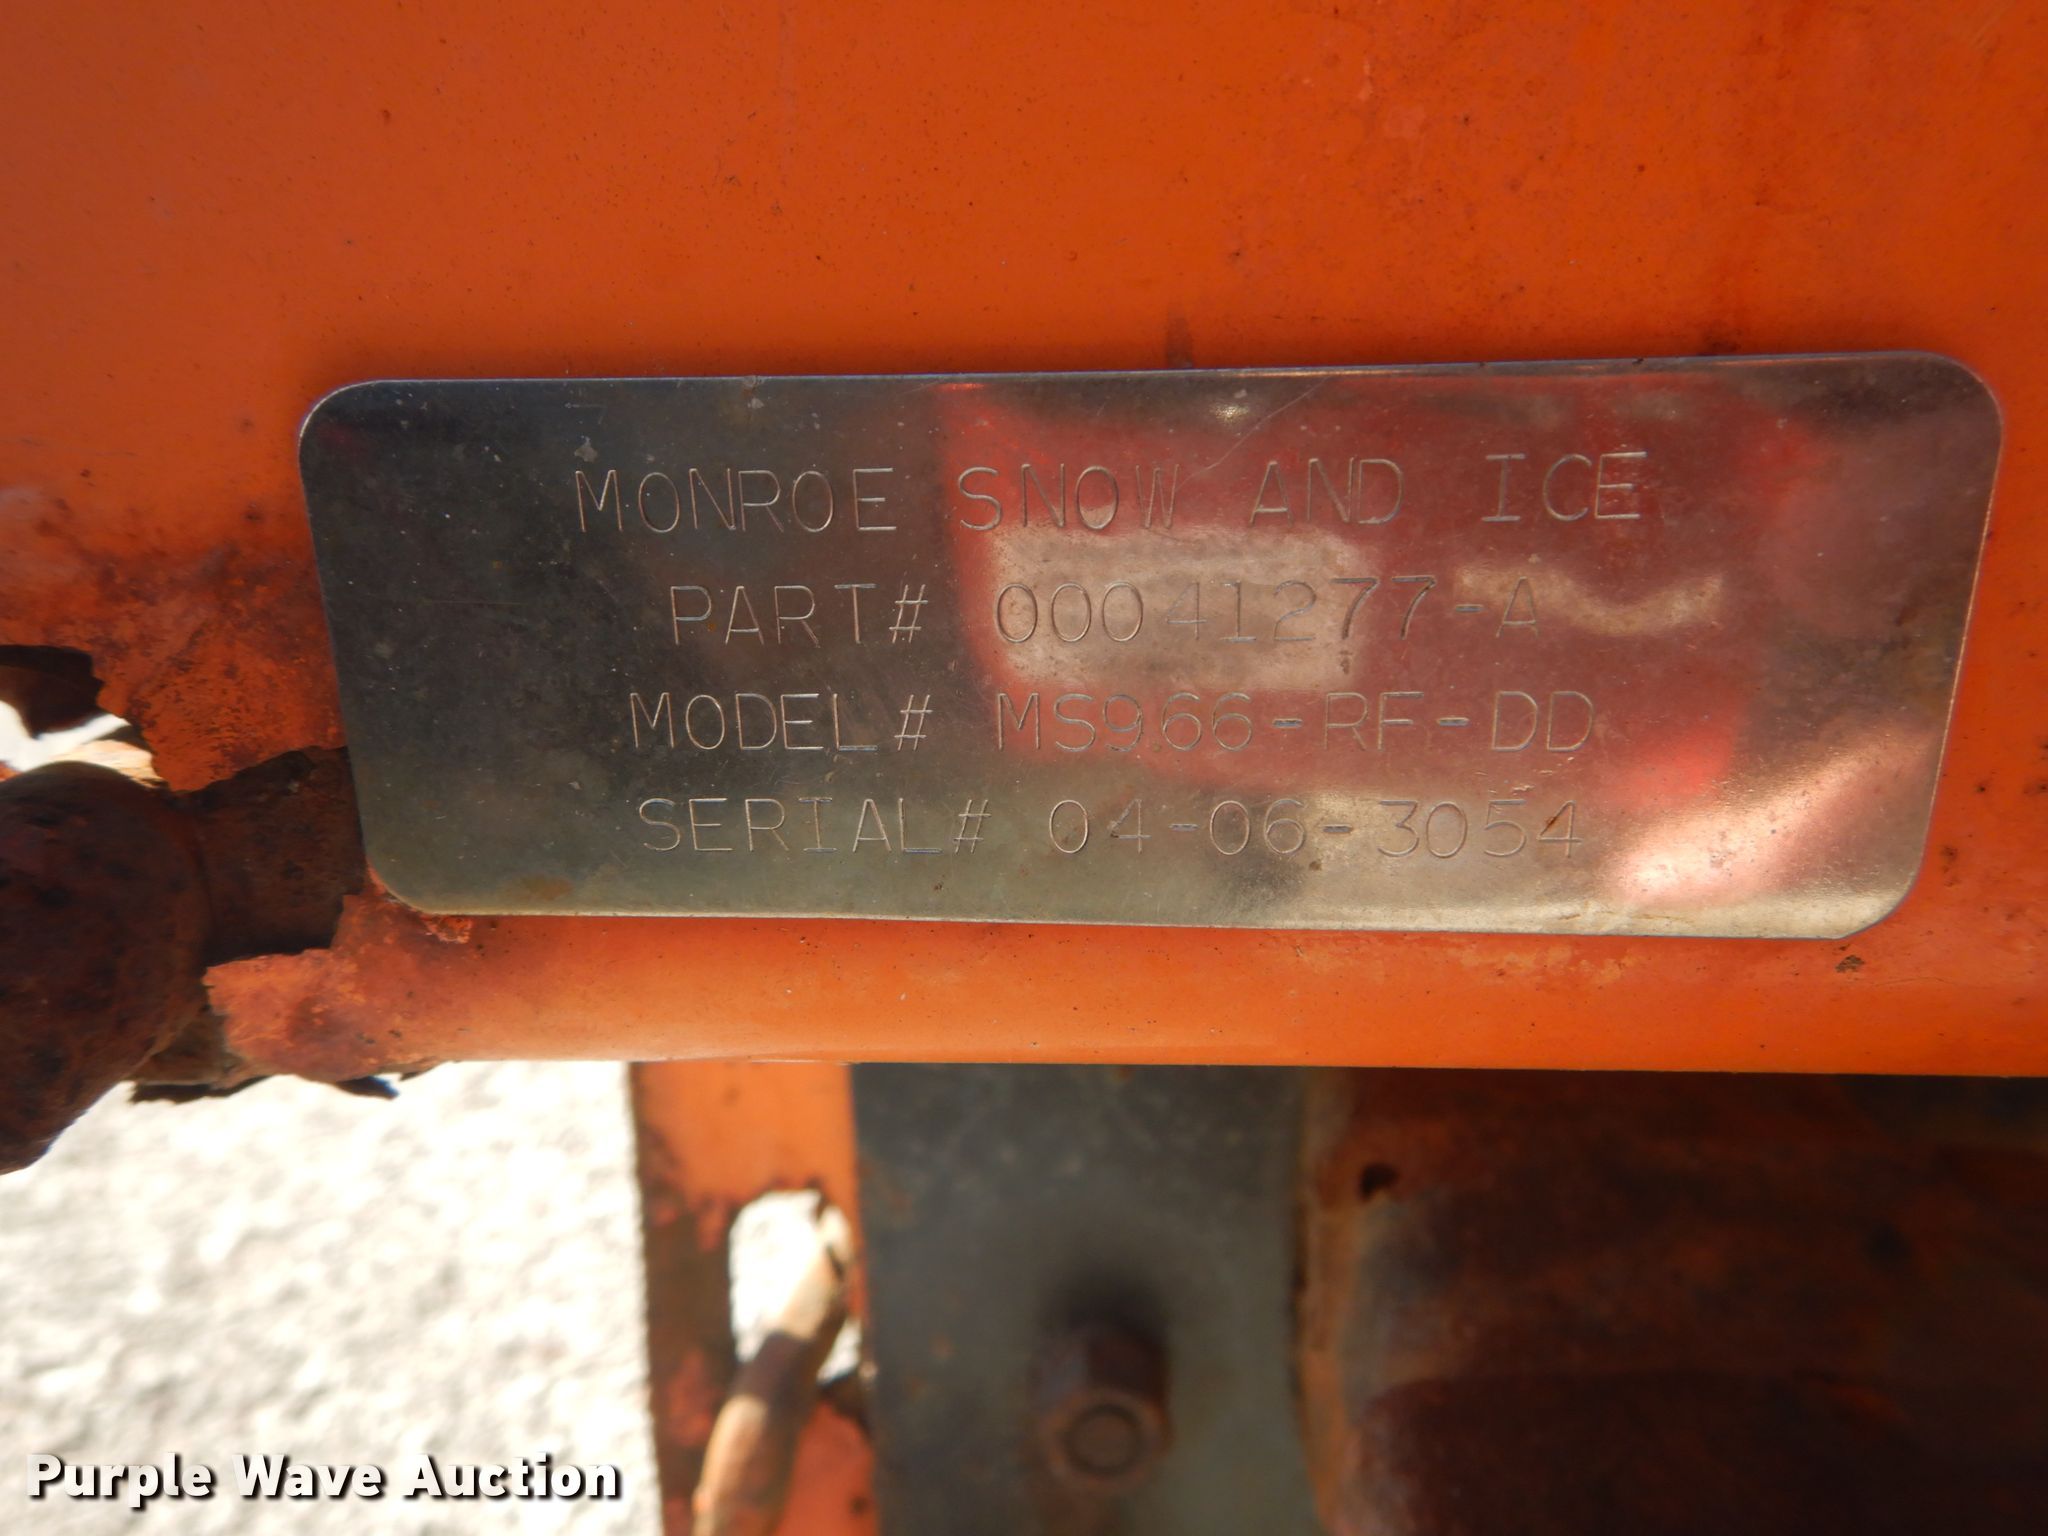 MONROE SNOW AND ICE
PART# 00041277-A
MODEL# MS966-RF-DD
SERIAL# 04-06-3054
Purple Wave Auction